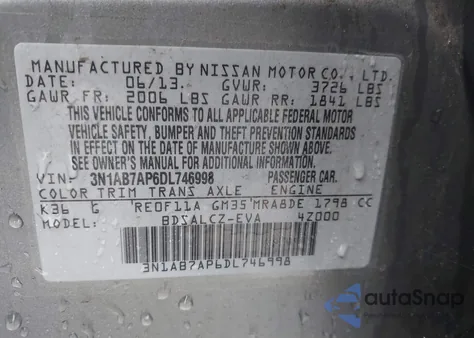 MANUFACTURED BY NISSAN MOTOR CO., LTD.
DATE: 06/13 GVWR: 3726 LBS
GAWR FR: 2006 LBS GAWR RR: 1841 LBS
THIS VEHICLE CONFORMS TO ALL APPLICABLE FEDERAL MOTOR
VEHICLE SAFETY, BUMPER AND THEFT PREVENTION STANDARDS
IN EFFECT ON THE DATE OF MANUFACTURE SHOWN ABOVE.
SEE OWNER'S MANUAL FOR ADDITIONAL INFORMATION.
VIN: 3N1AB7AP6DL746998 PASSENGER CAR.
COLOR TRIM TRANS AXLE ENGINE
K36 G RE0F11A GM35 MRA8DE 1798 CC
MODEL: BDSALCZ-EVA 4Z000
3N1AB7AP6DL746998
autoSnap